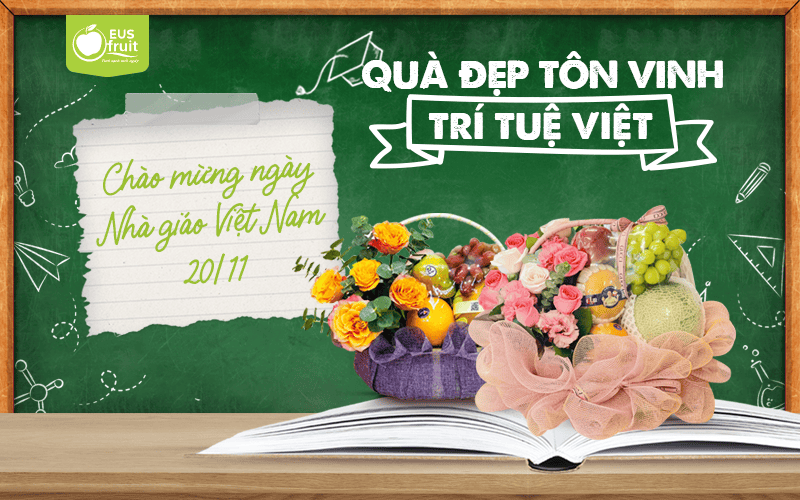 EUS
fruit
QUÀ ĐẸP TÔN VINH
TRÍ TUỆ VIỆT
Chào mừng ngày
Nhà giáo Việt Nam
20/11